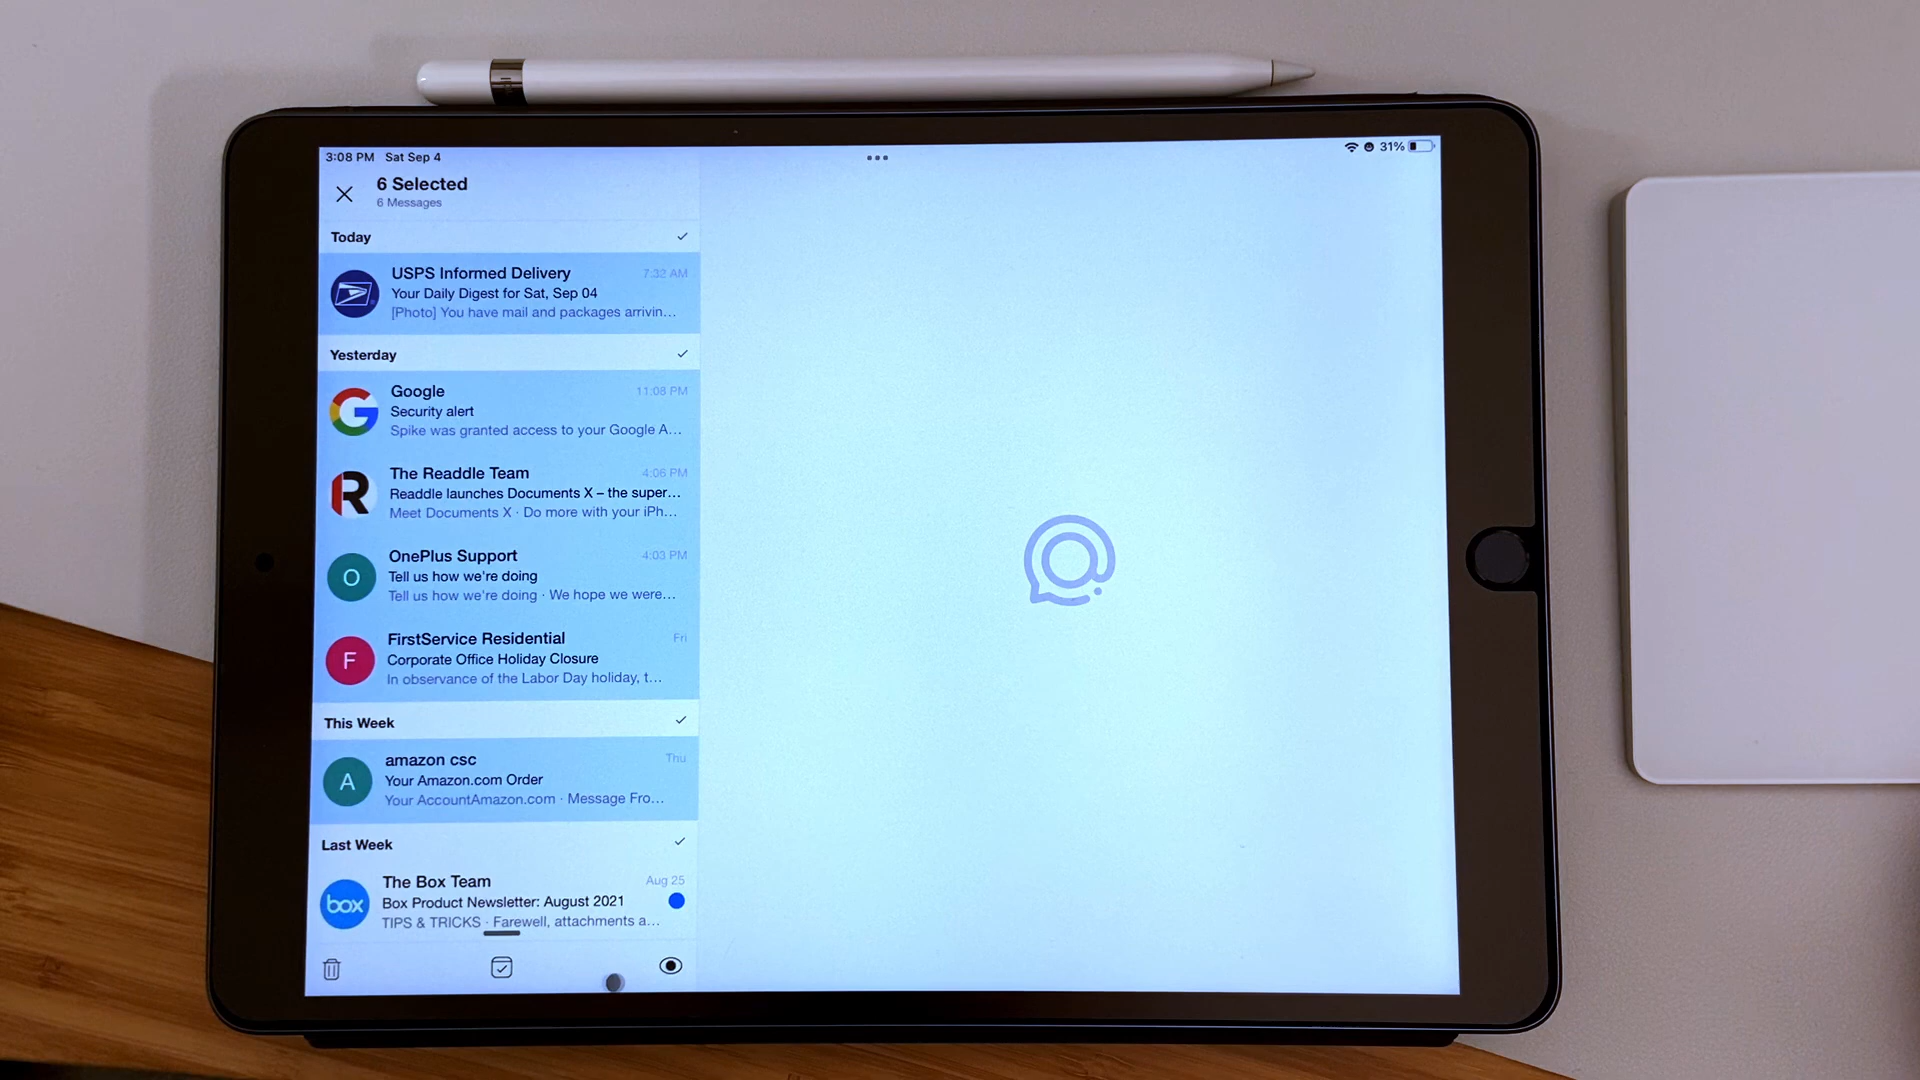 3:08 PM Sat Sep 4
31%
6 Selected
6 Messages
Today
USPS Informed Delivery 7:32 AM
Your Daily Digest for Sat, Sep 04
[Photo] You have mail and packages arrivin...
Yesterday
Google 11:08 PM
G
Security alert
Spike was granted access to your Google A...
The Readdle Team 4:06 PM
R
Readdle launches Documents X – the super...
Meet Documents X · Do more with your iPh...
OnePlus Support 4:03 PM
O
Tell us how we're doing
Tell us how we're doing · We hope we were...
FirstService Residential Fri
F
Corporate Office Holiday Closure
In observance of the Labor Day holiday, t...
This Week
amazon csc Thu
A
Your Amazon.com Order
Your AccountAmazon.com · Message Fro...
Last Week
The Box Team Aug 25
box
Box Product Newsletter: August 2021
TIPS & TRICKS · Farewell, attachments a...